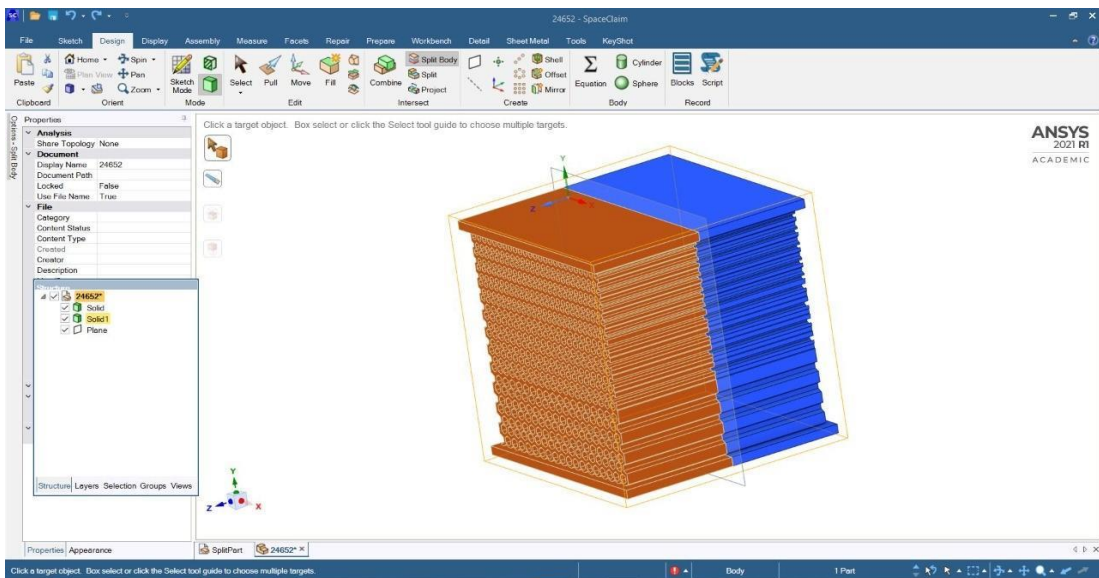 24652 - SpaceClaim
File Sketch Design Display Assembly Measure Facets Repair Prepare Workbench Detail Sheet Metal Tools KeyShot
Home Spin
Plan View Pan
Zoom
Paste
Sketch Mode
Select Pull Move Fill
Combine
Split Body
Split
Project
Shell
Offset
Mirror
Equation
Cylinder
Sphere
Blocks Script
Clipboard Orient Mode Edit Intersect Create Body Record
Options - Split Body
Properties
Analysis
Share Topology None
Document
Display Name 24652
Document Path
Locked False
Use File Name True
File
Category
Content Status
Content Type
Created
Creator
Description
Structure
24652*
Solid
Solid1
Plane
Structure Layers Selection Groups Views
Properties Appearance
Click a target object. Box select or click the Select tool guide to choose multiple targets.
ANSYS
2021 R1
ACADEMIC
Y
Z
X
Y
Z
X
SplitPart 24652*
Click a target object. Box select or click the Select tool guide to choose multiple targets.
Body
1 Part